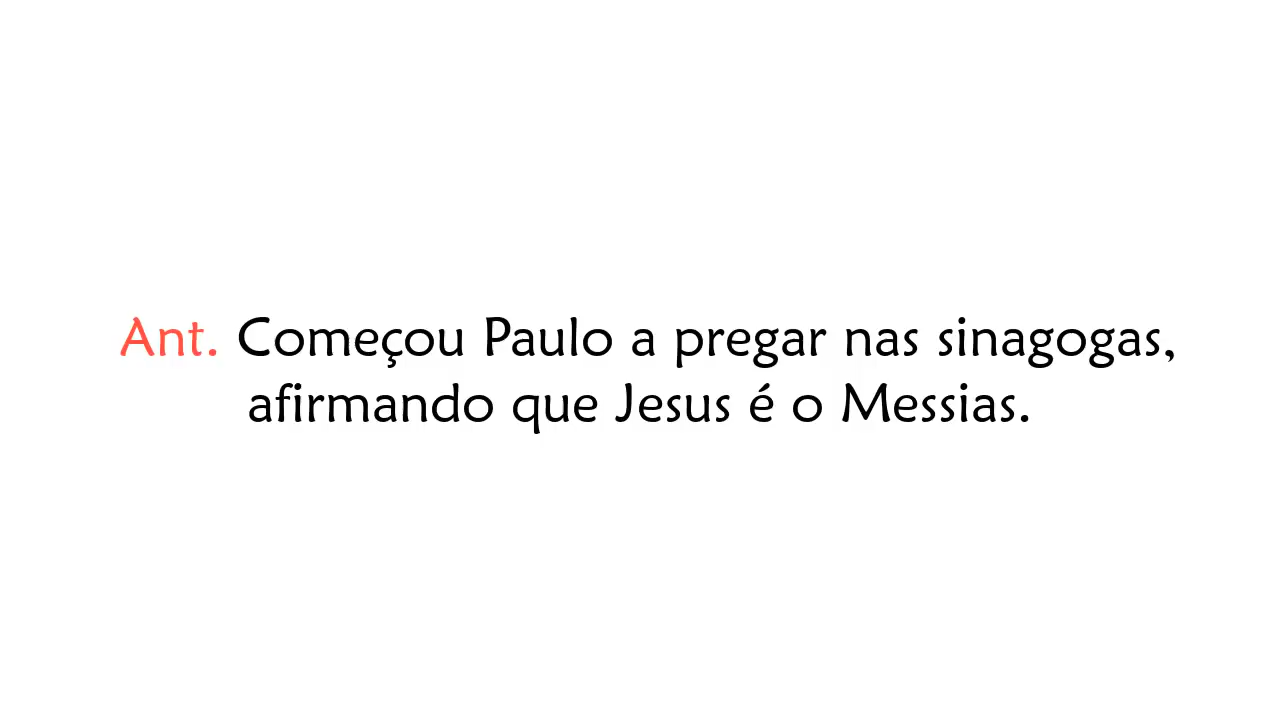 Ant. Começou Paulo a pregar nas sinagogas,
afirmando que Jesus é o Messias.